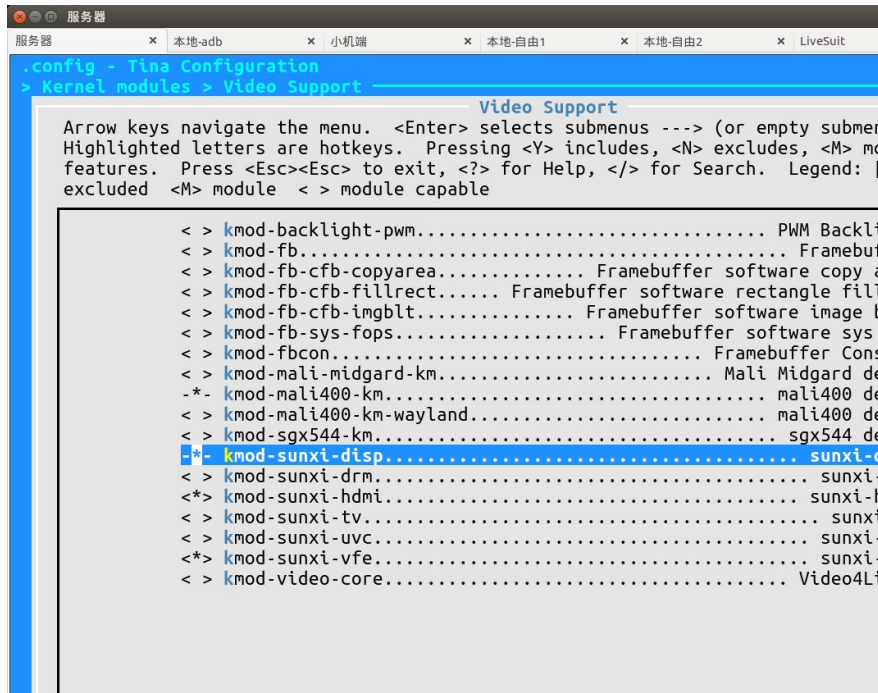 服务器
服务器 × 本地-adb × 小机端 × 本地-自由1 × 本地-自由2 × LiveSuit
.config - Tina Configuration
> Kernel modules > Video Support
Video Support
Arrow keys navigate the menu.  <Enter> selects submenus ---> (or empty submen
Highlighted letters are hotkeys.  Pressing <Y> includes, <N> excludes, <M> mo
features.  Press <Esc><Esc> to exit, <?> for Help, </> for Search.  Legend: [
excluded  <M> module  < > module capable
< > kmod-backlight-pwm................................. PWM Backli
< > kmod-fb.............................................. Framebuf
< > kmod-fb-cfb-copyarea.............. Framebuffer software copy a
< > kmod-fb-cfb-fillrect...... Framebuffer software rectangle fill
< > kmod-fb-cfb-imgblt............... Framebuffer software image b
< > kmod-fb-sys-fops.................... Framebuffer software sys
< > kmod-fbcon................................... Framebuffer Cons
< > kmod-mali-midgard-km............................ Mali Midgard de
-*- kmod-mali400-km..................................... mali400 de
< > kmod-mali400-km-wayland............................. mali400 de
< > kmod-sgx544-km...................................... sgx544 de
-*- kmod-sunxi-disp....................................... sunxi-d
< > kmod-sunxi-drm.......................................... sunxi-
<*> kmod-sunxi-hdmi....................................... sunxi-h
< > kmod-sunxi-tv........................................... sunxi
< > kmod-sunxi-uvc.......................................... sunxi-
<*> kmod-sunxi-vfe.......................................... sunxi-
< > kmod-video-core...................................... Video4Li